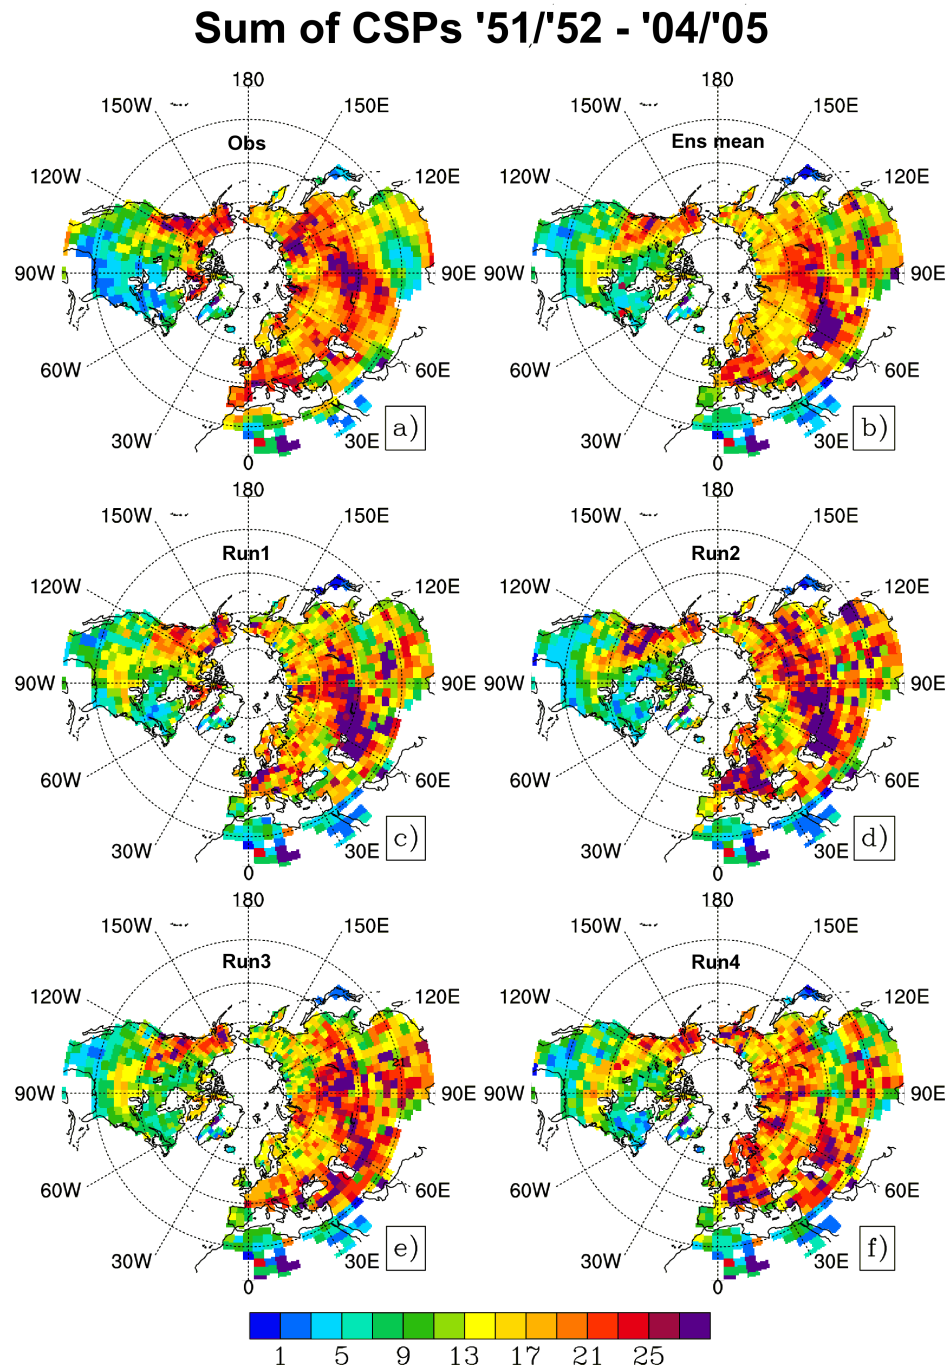 Sum of CSPs '51/'52 - '04/'05
180
180
150W
150E
150W
150E
Obs
Ens mean
120W
120E
120W
120E
90W
90E
90W
90E
60W
60E
60W
60E
30W
30E
a)
30W
30E
b)
0
0
180
180
150W
150E
150W
150E
Run1
Run2
120W
120E
120W
120E
90W
90E
90W
90E
60W
60E
60W
60E
30W
30E
c)
30W
30E
d)
0
0
180
180
150W
150E
150W
150E
Run3
Run4
120W
120E
120W
120E
90W
90E
90W
90E
60W
60E
60W
60E
30W
30E
e)
30W
30E
f)
0
0
1 5 9 13 17 21 25